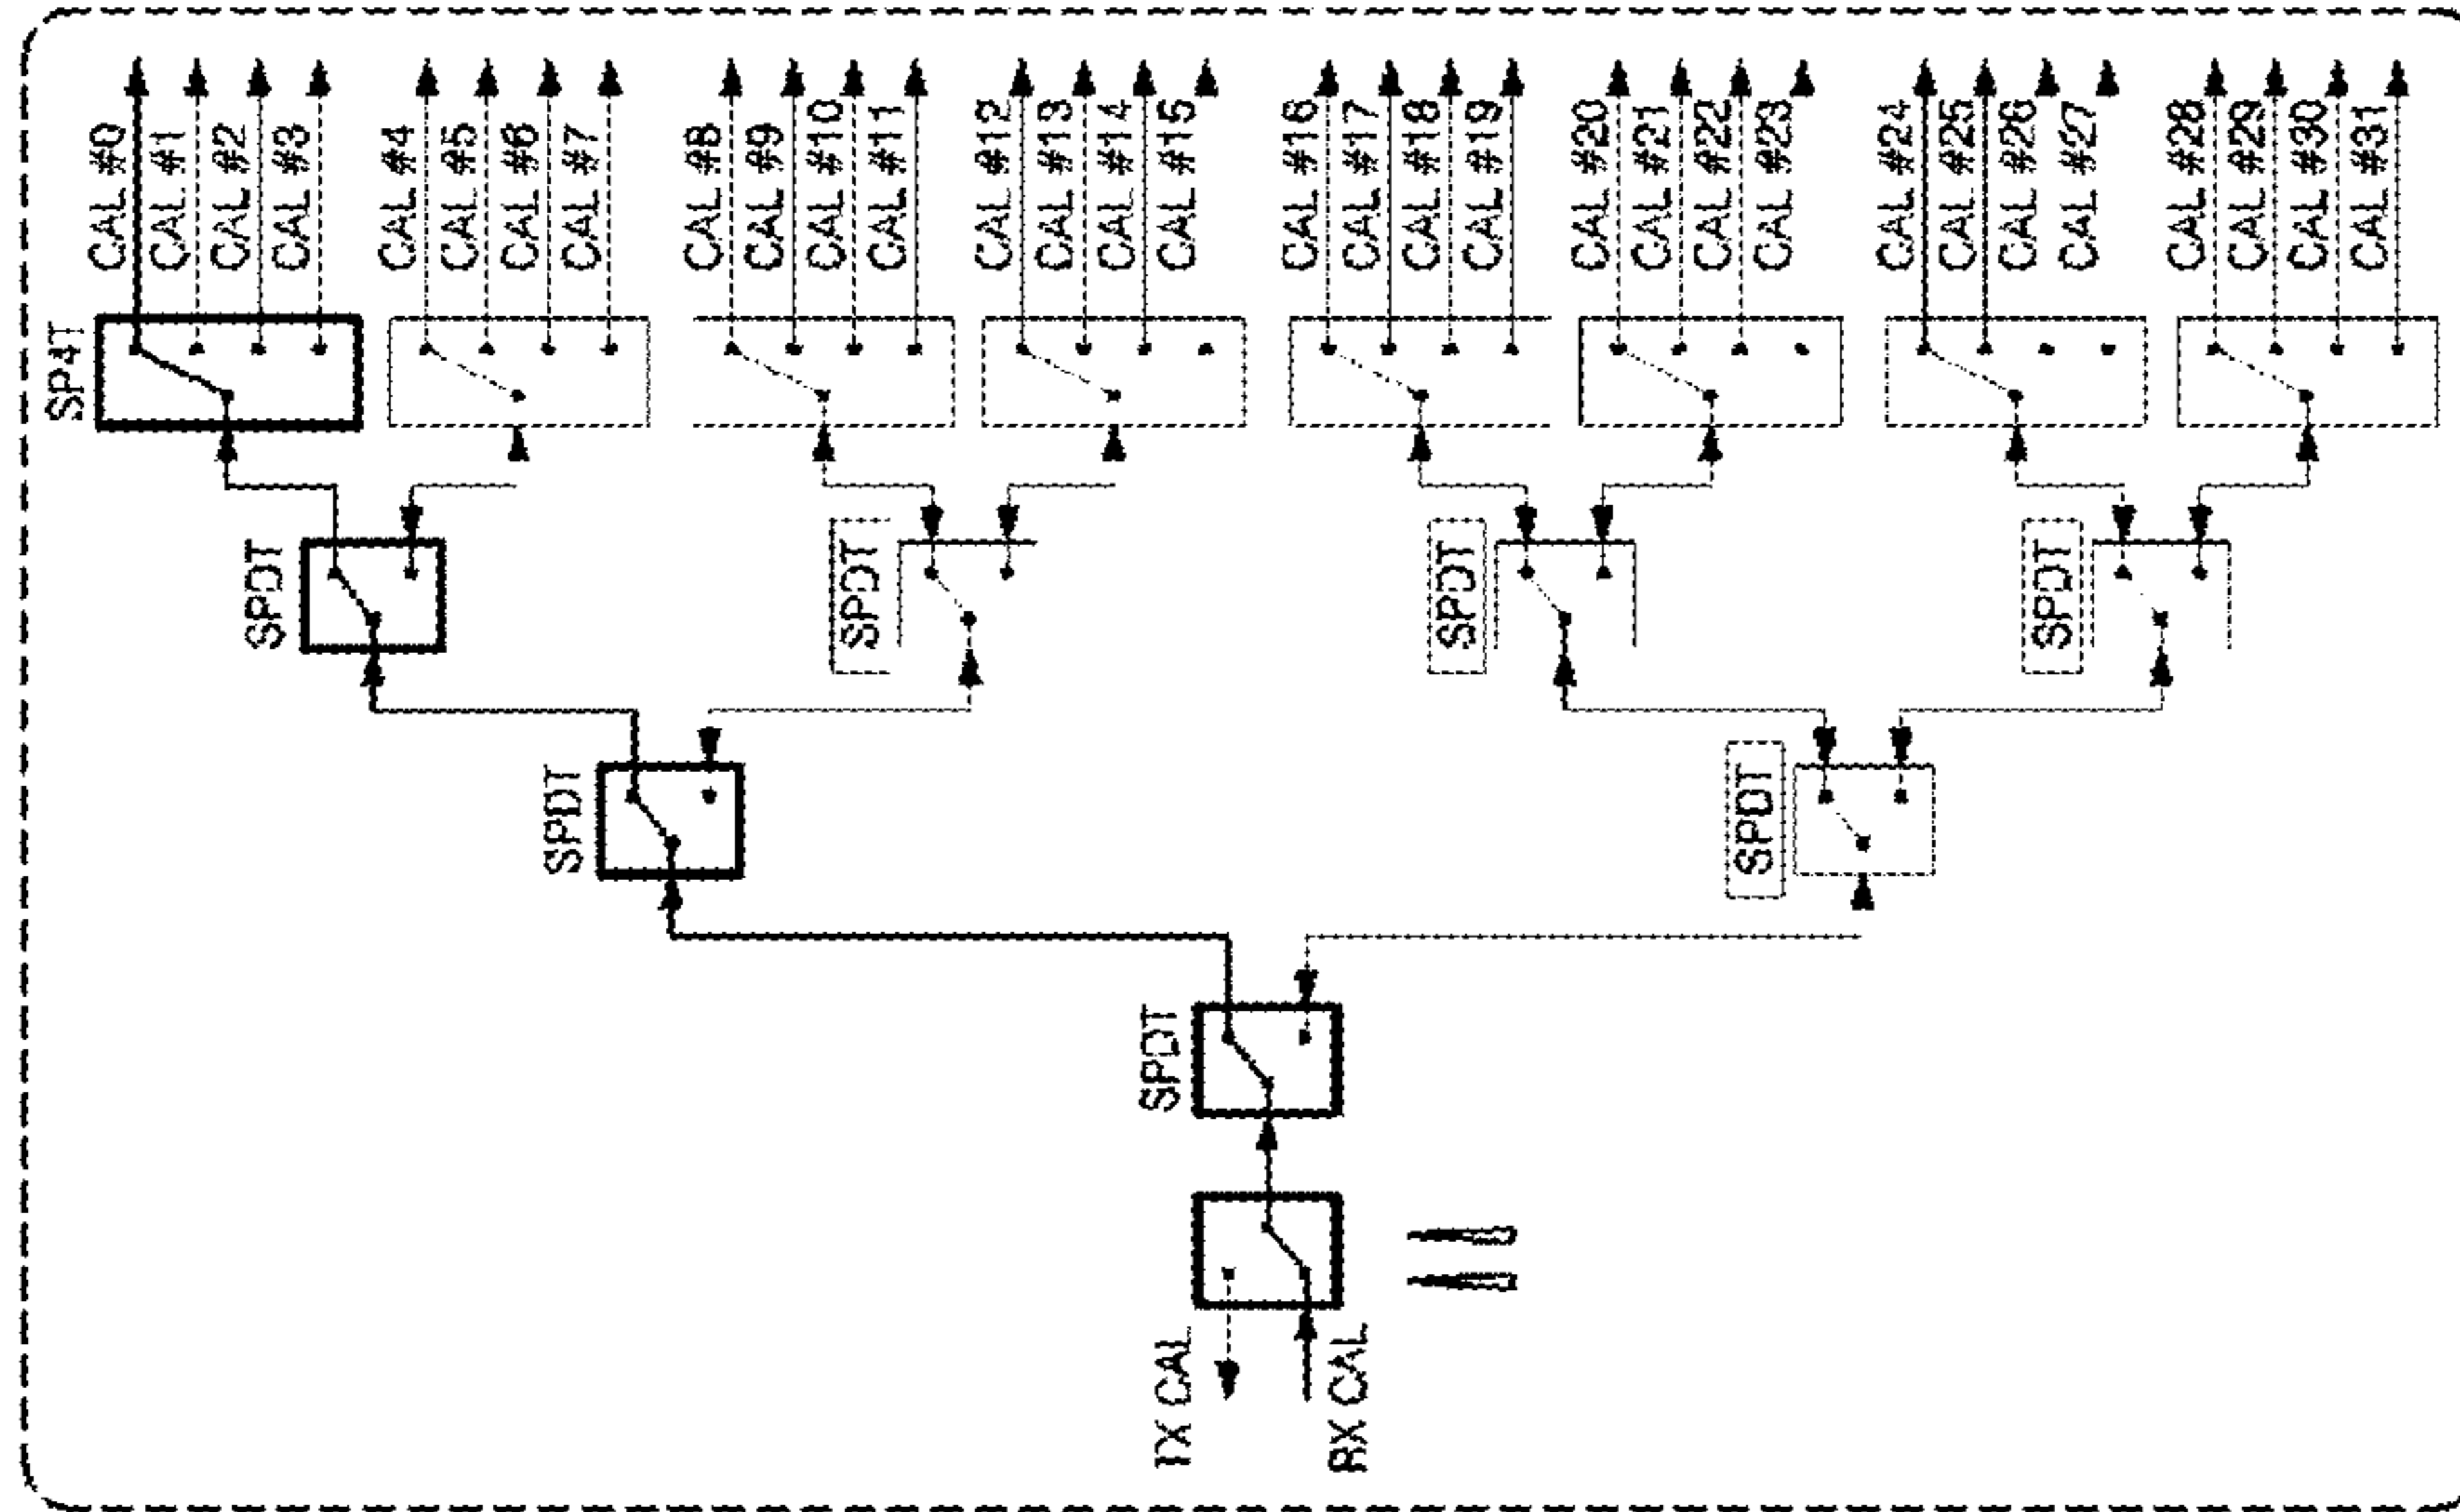 CAL #0
CAL #1
CAL #2
CAL #3
CAL #4
CAL #5
CAL #6
CAL #7
CAL #8
CAL #9
CAL #10
CAL #11
CAL #12
CAL #13
CAL #14
CAL #15
CAL #16
CAL #17
CAL #18
CAL #19
CAL #20
CAL #21
CAL #22
CAL #23
CAL #24
CAL #25
CAL #26
CAL #27
CAL #28
CAL #29
CAL #30
CAL #31
SP4T
SPDT
SPDT
SPDT
SPDT
SPDT
SPDT
SPDT
TX CAL
RX CAL